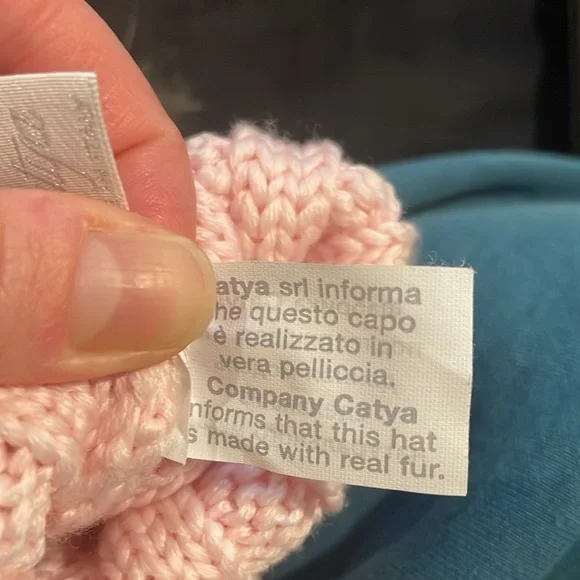 atya srl informa
he questo capo
è realizzato in
vera pelliccia.
Company Catya
nforms that this hat
s made with real fur.